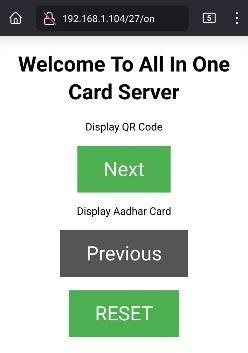 192.168.1.104/27/on
5
Welcome To All In One
Card Server
Display QR Code
Next
Display Aadhar Card
Previous
RESET